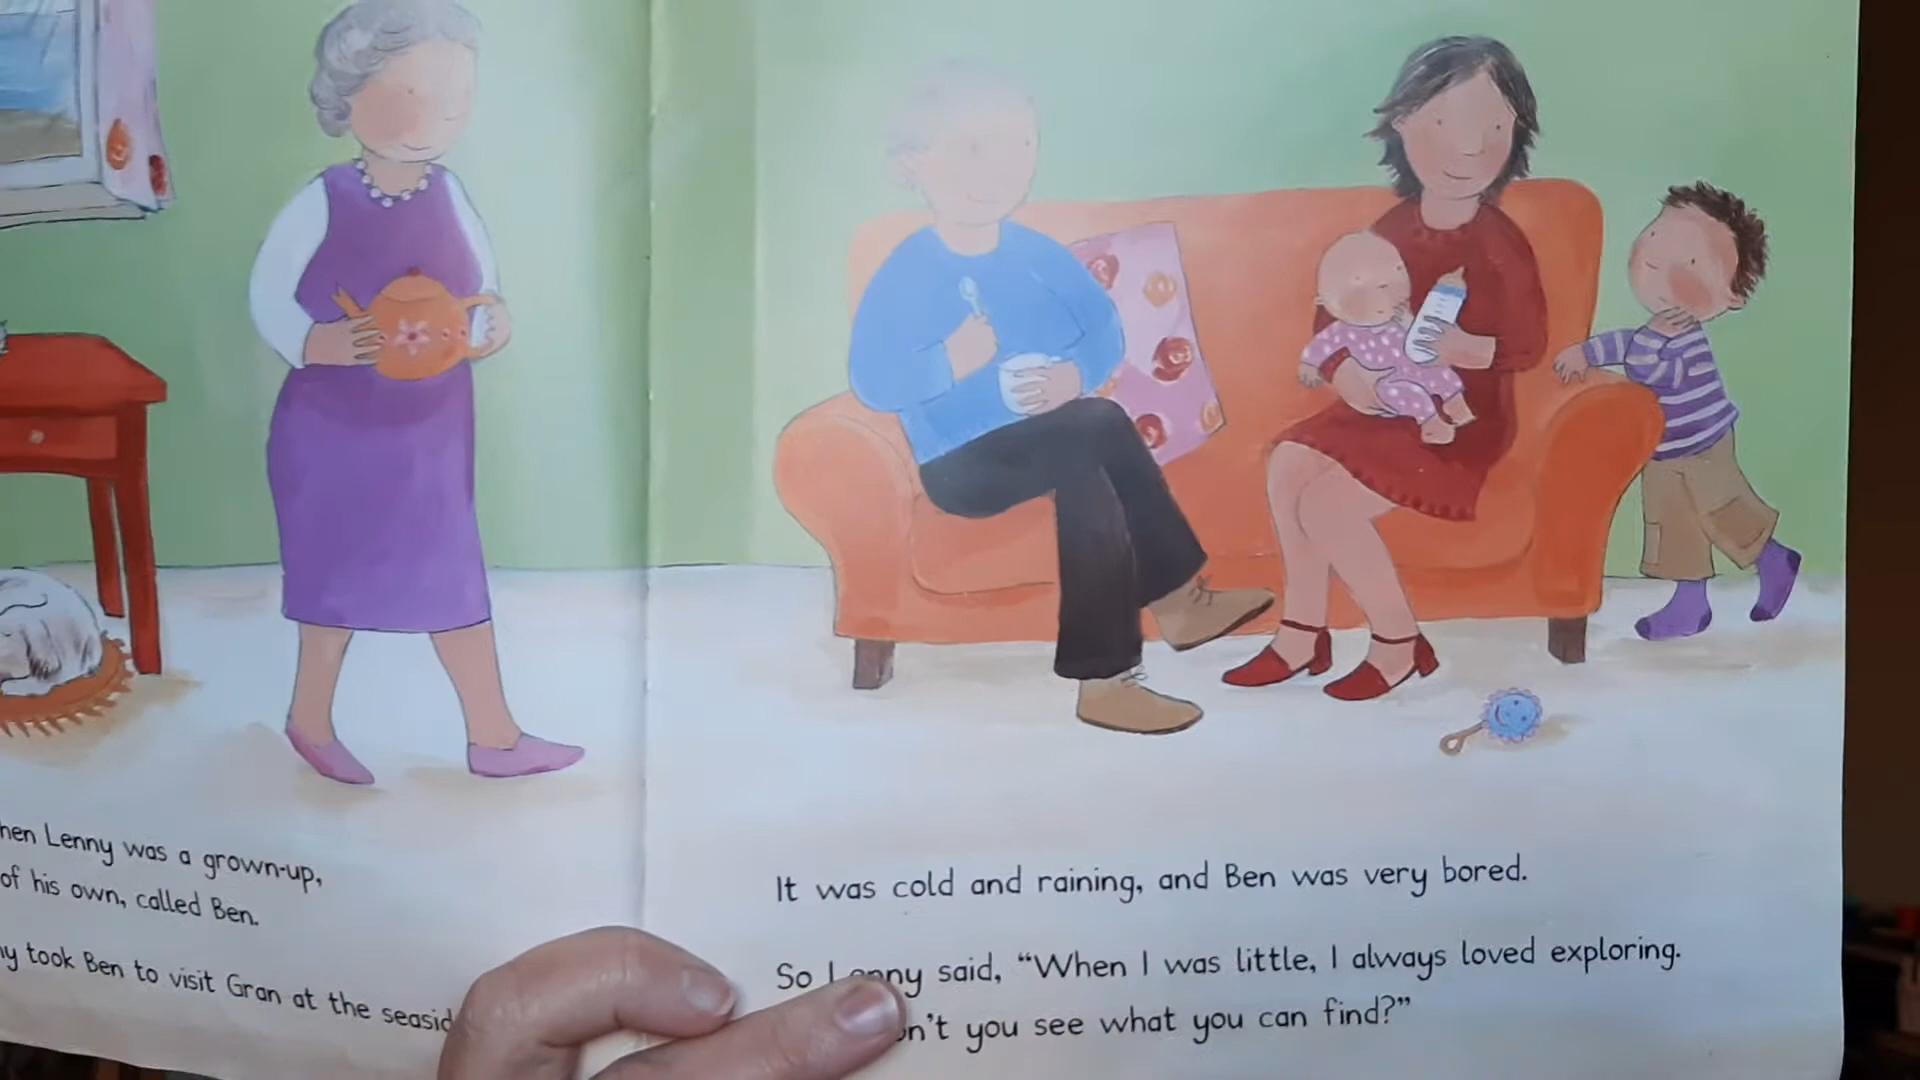 hen Lenny was a grown-up,
of his own, called Ben.
y took Ben to visit Gran at the seasid
It was cold and raining, and Ben was very bored.
So Lenny said, “When I was little, I always loved exploring.
n't you see what you can find?”